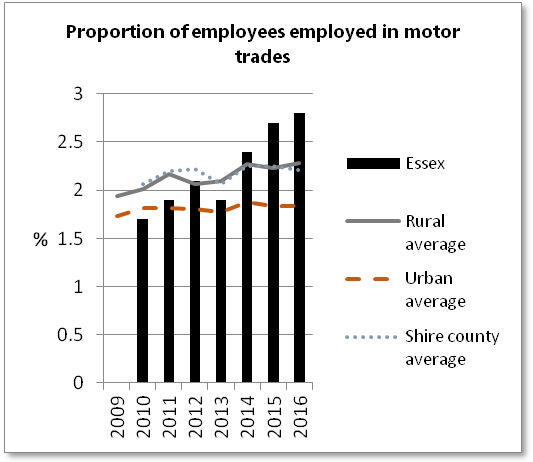 Proportion of employees employed in motor
trades
3
2.5
2
1.5
1
0.5
0
%
2009
2010
2011
2012
2013
2014
2015
2016
Essex
Rural
average
Urban
average
Shire county
average